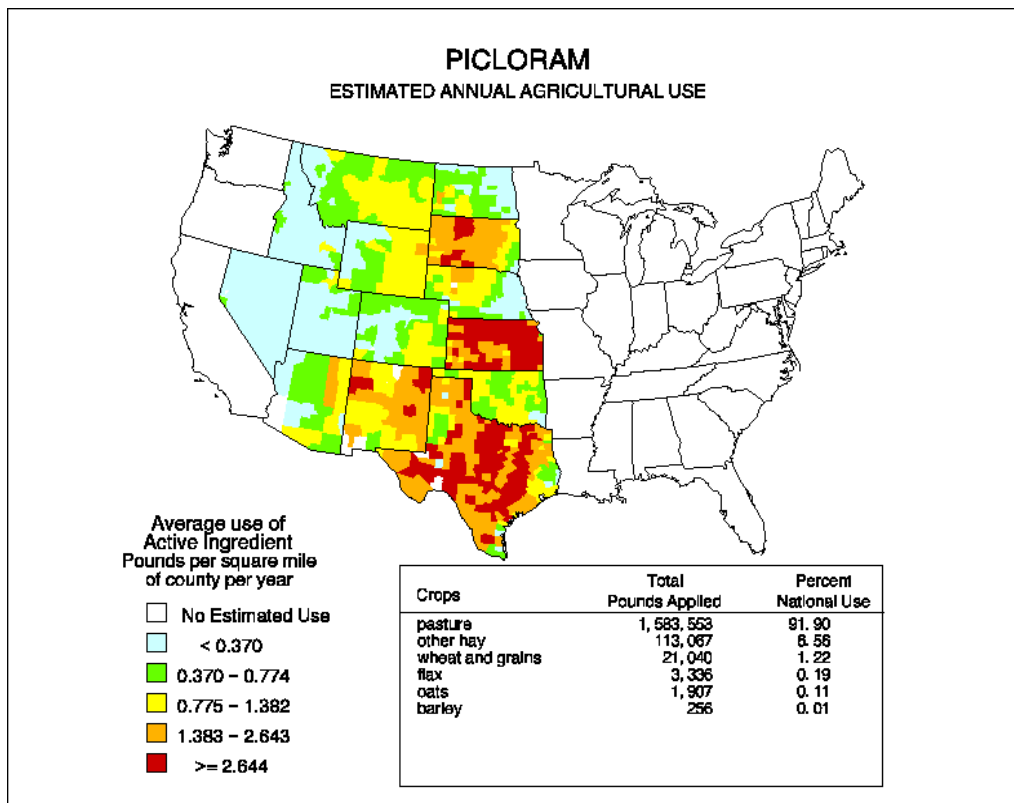 PICLORAM
ESTIMATED ANNUAL AGRICULTURAL USE
Average use of
Active Ingredient
Pounds per square mile
of county per year
No Estimated Use
< 0.370
0.370 - 0.774
0.775 - 1.382
1.383 - 2.643
>= 2.644
Crops Total Pounds Applied Percent National Use
pasture 1,583,553 91.90
other hay 113,067 6.56
wheat and grains 21,040 1.22
flax 3,336 0.19
oats 1,907 0.11
barley 256 0.01